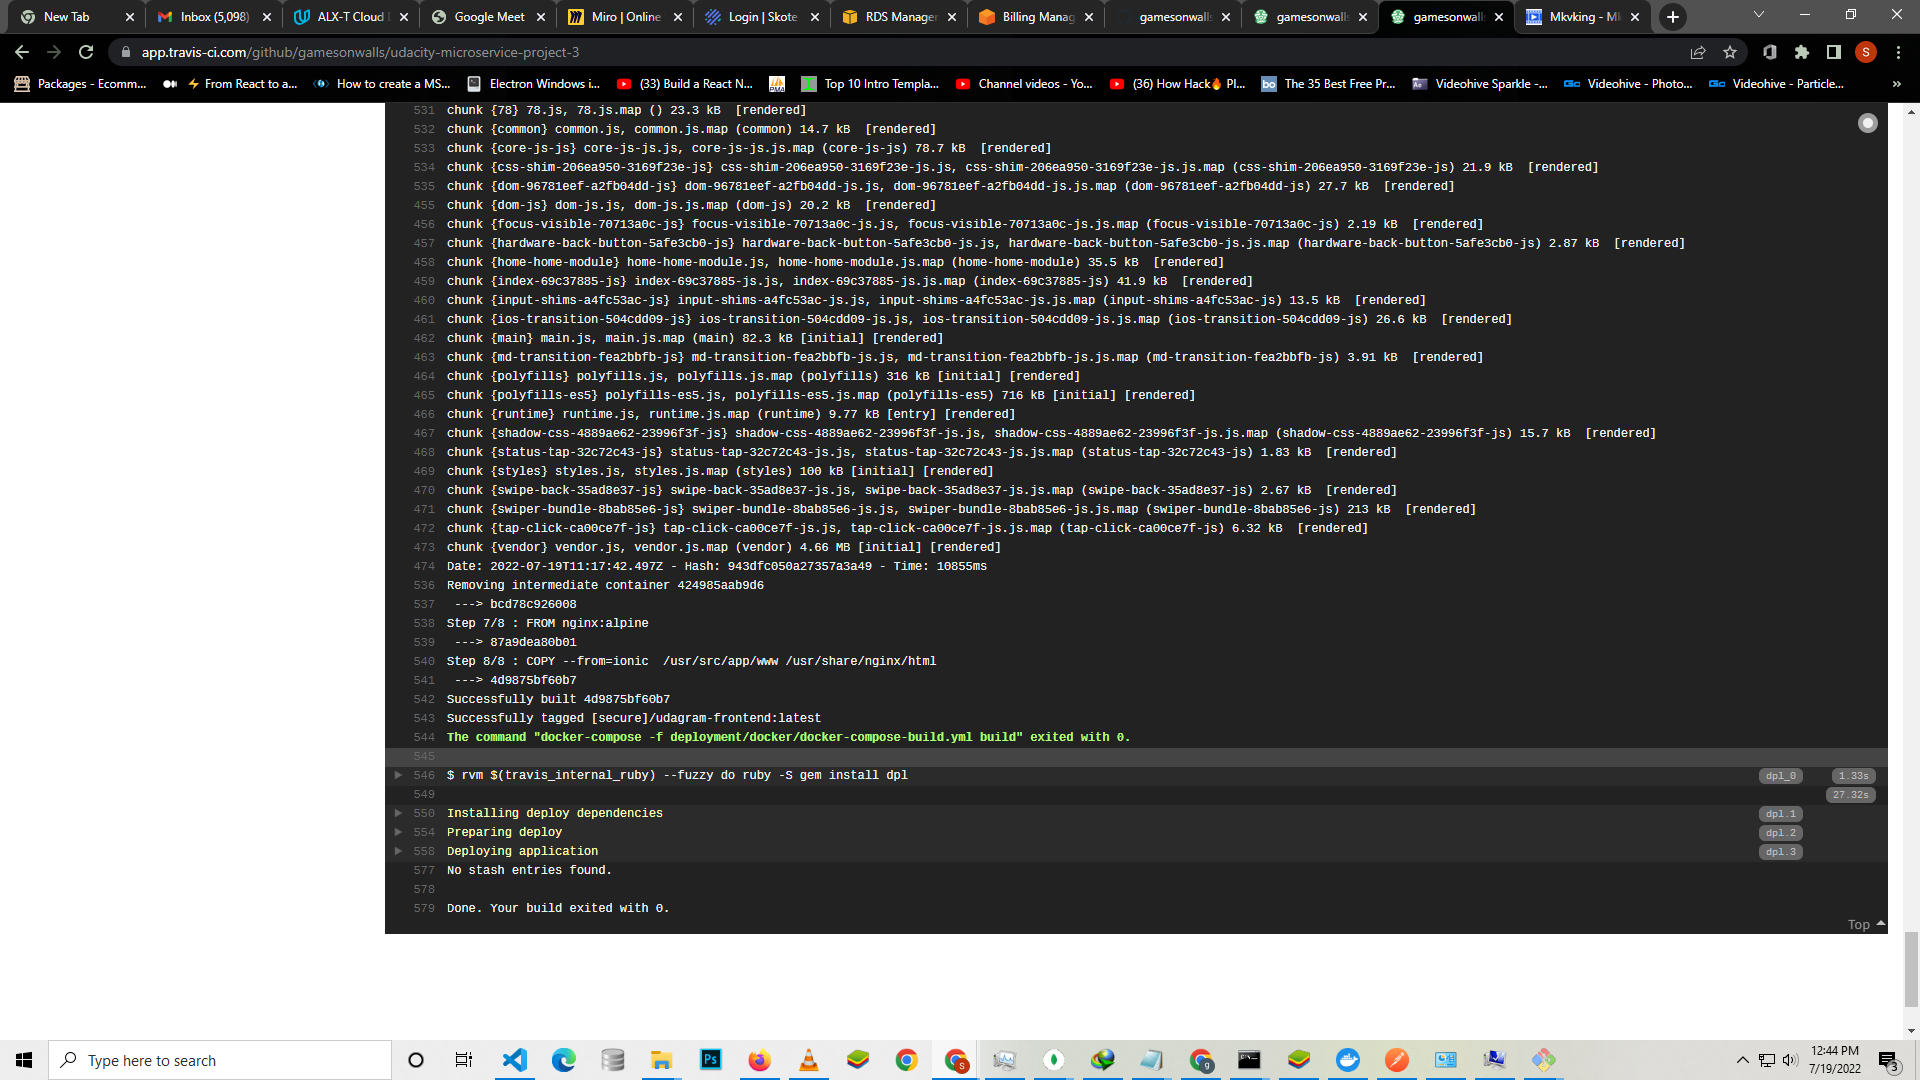 New Tab
Inbox (5,098)
ALX-T Cloud
Google Meet
Miro | Online
Login | Skote
RDS Manage
Billing Manag
gamesonwalls
gamesonwalls
gamesonwalls
Mkvking - M
app.travis-ci.com/github/gamesonwalls/udacity-microservice-project-3
S
Packages - Ecomm...
From React to a...
How to create a MS...
Electron Windows i...
(33) Build a React N...
PMA
Top 10 Intro Templa...
Channel videos - Yo...
(36) How Hack🔥 Pl...
bo The 35 Best Free Pr...
Videohive Sparkle -...
Videohive - Photo...
Videohive - Particle...
»
531 chunk {78} 78.js, 78.js.map () 23.3 kB [rendered]
532 chunk {common} common.js, common.js.map (common) 14.7 kB [rendered]
533 chunk {core-js-js} core-js-js.js, core-js-js.js.map (core-js-js) 78.7 kB [rendered]
534 chunk {css-shim-206ea950-3169f23e-js} css-shim-206ea950-3169f23e-js.js, css-shim-206ea950-3169f23e-js.js.map (css-shim-206ea950-3169f23e-js) 21.9 kB [rendered]
535 chunk {dom-96781eef-a2fb04dd-js} dom-96781eef-a2fb04dd-js.js, dom-96781eef-a2fb04dd-js.js.map (dom-96781eef-a2fb04dd-js) 27.7 kB [rendered]
455 chunk {dom-js} dom-js.js, dom-js.js.map (dom-js) 20.2 kB [rendered]
456 chunk {focus-visible-70713a0c-js} focus-visible-70713a0c-js.js, focus-visible-70713a0c-js.js.map (focus-visible-70713a0c-js) 2.19 kB [rendered]
457 chunk {hardware-back-button-5afe3cb0-js} hardware-back-button-5afe3cb0-js.js, hardware-back-button-5afe3cb0-js.js.map (hardware-back-button-5afe3cb0-js) 2.87 kB [rendered]
458 chunk {home-home-module} home-home-module.js, home-home-module.js.map (home-home-module) 35.5 kB [rendered]
459 chunk {index-69c37885-js} index-69c37885-js.js, index-69c37885-js.js.map (index-69c37885-js) 41.9 kB [rendered]
460 chunk {input-shims-a4fc53ac-js} input-shims-a4fc53ac-js.js, input-shims-a4fc53ac-js.js.map (input-shims-a4fc53ac-js) 13.5 kB [rendered]
461 chunk {ios-transition-504cdd09-js} ios-transition-504cdd09-js.js, ios-transition-504cdd09-js.js.map (ios-transition-504cdd09-js) 26.6 kB [rendered]
462 chunk {main} main.js, main.js.map (main) 82.3 kB [initial] [rendered]
463 chunk {md-transition-fea2bbfb-js} md-transition-fea2bbfb-js.js, md-transition-fea2bbfb-js.js.map (md-transition-fea2bbfb-js) 3.91 kB [rendered]
464 chunk {polyfills} polyfills.js, polyfills.js.map (polyfills) 316 kB [initial] [rendered]
465 chunk {polyfills-es5} polyfills-es5.js, polyfills-es5.js.map (polyfills-es5) 716 kB [initial] [rendered]
466 chunk {runtime} runtime.js, runtime.js.map (runtime) 9.77 kB [entry] [rendered]
467 chunk {shadow-css-4889ae62-23996f3f-js} shadow-css-4889ae62-23996f3f-js.js, shadow-css-4889ae62-23996f3f-js.js.map (shadow-css-4889ae62-23996f3f-js) 15.7 kB [rendered]
468 chunk {status-tap-32c72c43-js} status-tap-32c72c43-js.js, status-tap-32c72c43-js.js.map (status-tap-32c72c43-js) 1.83 kB [rendered]
469 chunk {styles} styles.js, styles.js.map (styles) 100 kB [initial] [rendered]
470 chunk {swipe-back-35ad8e37-js} swipe-back-35ad8e37-js.js, swipe-back-35ad8e37-js.js.map (swipe-back-35ad8e37-js) 2.67 kB [rendered]
471 chunk {swiper-bundle-8bab85e6-js} swiper-bundle-8bab85e6-js.js, swiper-bundle-8bab85e6-js.js.map (swiper-bundle-8bab85e6-js) 213 kB [rendered]
472 chunk {tap-click-ca00ce7f-js} tap-click-ca00ce7f-js.js, tap-click-ca00ce7f-js.js.map (tap-click-ca00ce7f-js) 6.32 kB [rendered]
473 chunk {vendor} vendor.js, vendor.js.map (vendor) 4.66 MB [initial] [rendered]
474 Date: 2022-07-19T11:17:42.497Z - Hash: 943dfc050a27357a3a49 - Time: 10855ms
536 Removing intermediate container 424985aab9d6
537 ---> bcd78c926008
538 Step 7/8 : FROM nginx:alpine
539 ---> 87a9dea80b01
540 Step 8/8 : COPY --from=ionic /usr/src/app/www /usr/share/nginx/html
541 ---> 4d9875bf60b7
542 Successfully built 4d9875bf60b7
543 Successfully tagged [secure]/udagram-frontend:latest
544 The command "docker-compose -f deployment/docker/docker-compose-build.yml build" exited with 0.
545
546 $ rvm $(travis_internal_ruby) --fuzzy do ruby -S gem install dpl dpl_0 1.33s
549 27.32s
550 Installing deploy dependencies dpl.1
554 Preparing deploy dpl.2
558 Deploying application dpl.3
577 No stash entries found.
578
579 Done. Your build exited with 0.
Top
Type here to search
12:44 PM
7/19/2022
3